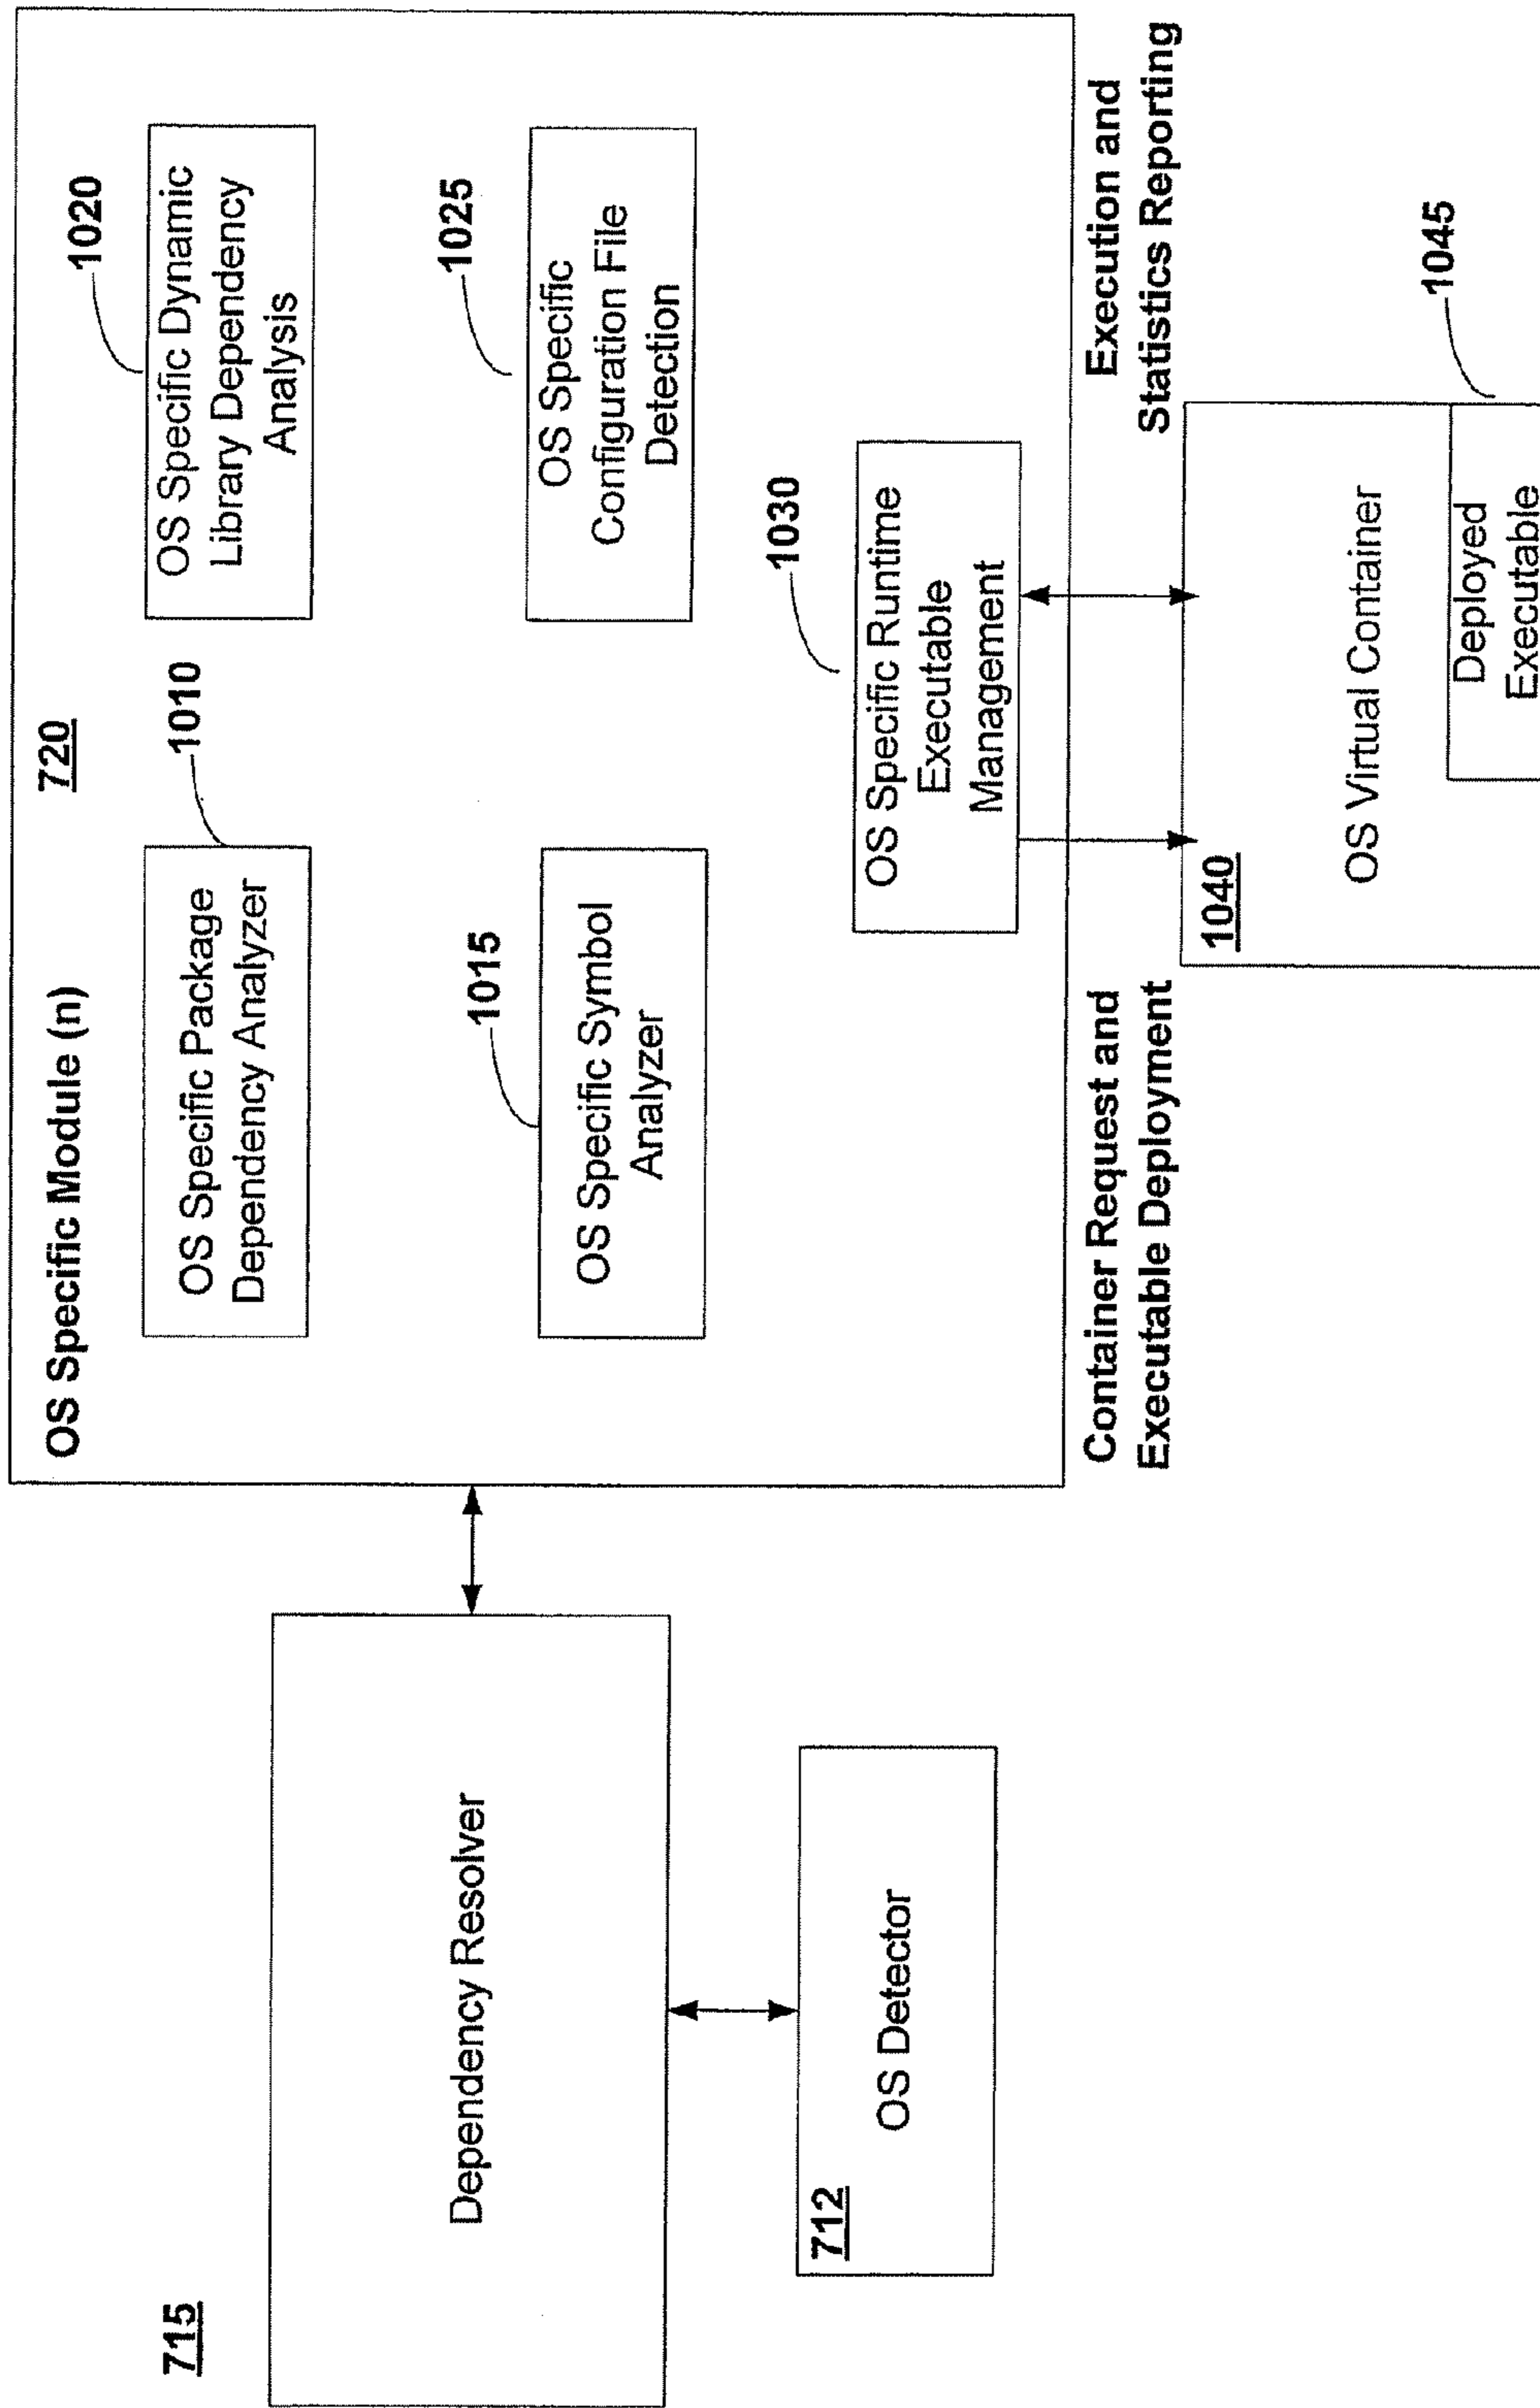 OS Specific Module (n)
720
OS Specific Package
Dependency Analyzer
1010
OS Specific Dynamic
Library Dependency
Analysis
1020
OS Specific Symbol
Analyzer
1015
OS Specific
Configuration File
Detection
1025
OS Specific Runtime
Executable
Management
1030
715
Dependency Resolver
712
OS Detector
Container Request and
Executable Deployment
Execution and
Statistics Reporting
1040
OS Virtual Container
Deployed
Executable
1045